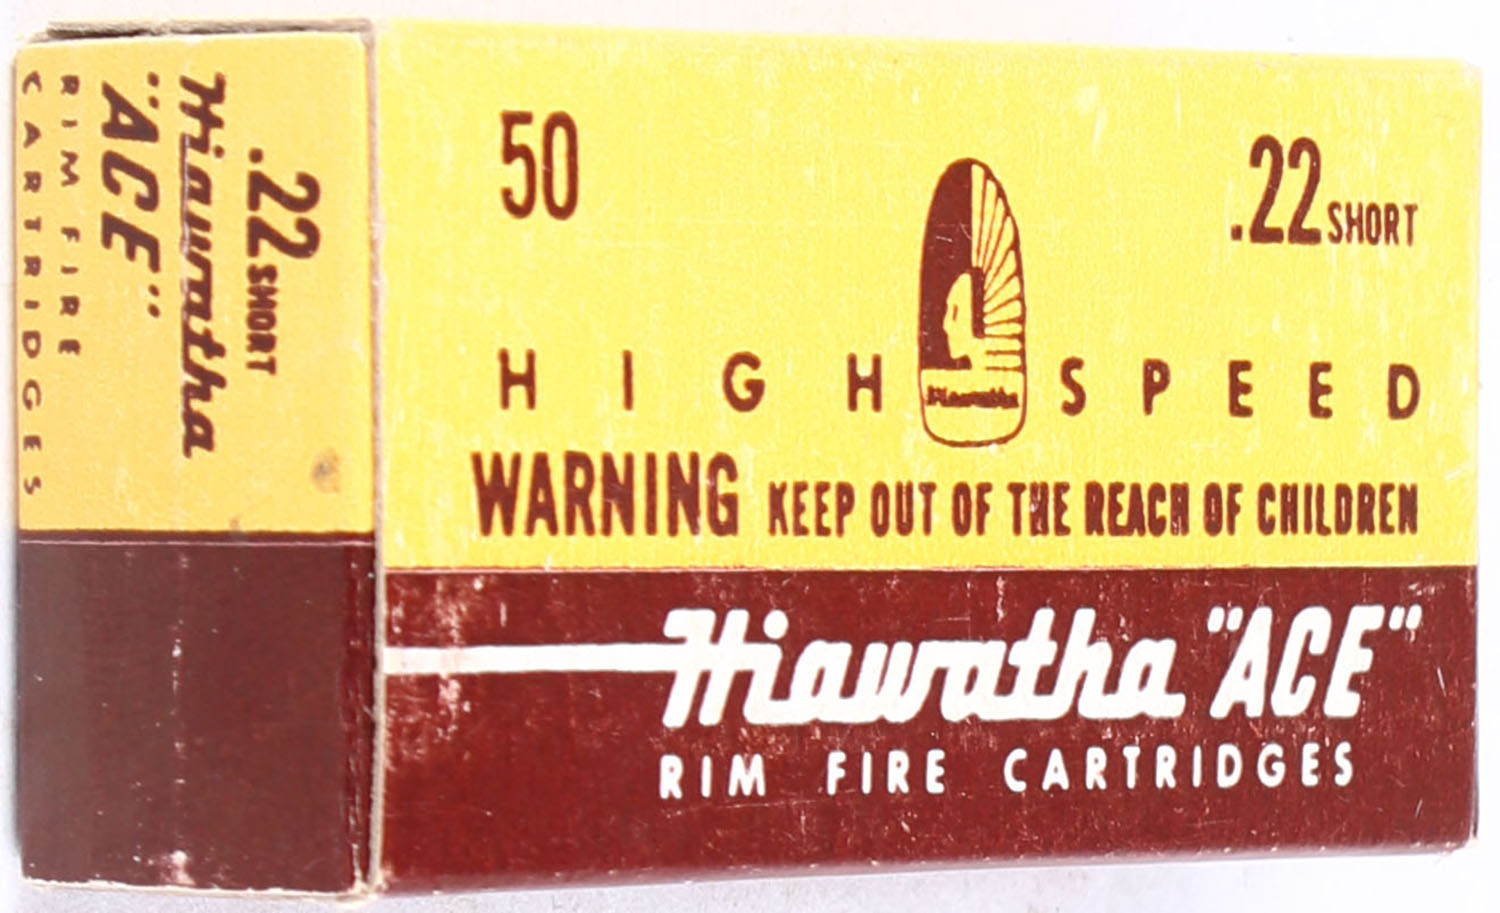 50
.22 SHORT
Hiawatha
HIGH SPEED
WARNING KEEP OUT OF THE REACH OF CHILDREN
Hiawatha "ACE"
RIM FIRE CARTRIDGES
.22 SHORT
Hiawatha
"ACE"
RIM FIRE
CARTRIDGES